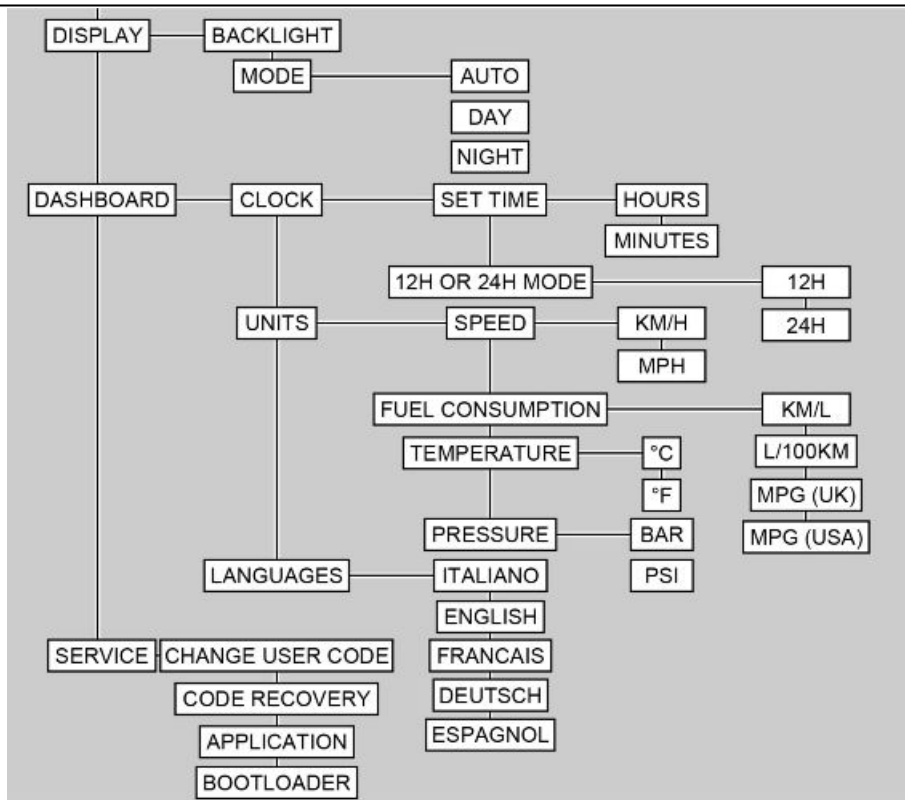 DISPLAY BACKLIGHT
MODE AUTO
DAY
NIGHT
DASHBOARD CLOCK SET TIME HOURS
MINUTES
12H OR 24H MODE 12H
UNITS SPEED KM/H 24H
MPH
FUEL CONSUMPTION KM/L
TEMPERATURE °C L/100KM
°F MPG (UK)
PRESSURE BAR MPG (USA)
LANGUAGES ITALIANO PSI
ENGLISH
SERVICE CHANGE USER CODE FRANCAIS
CODE RECOVERY DEUTSCH
APPLICATION ESPAGNOL
BOOTLOADER